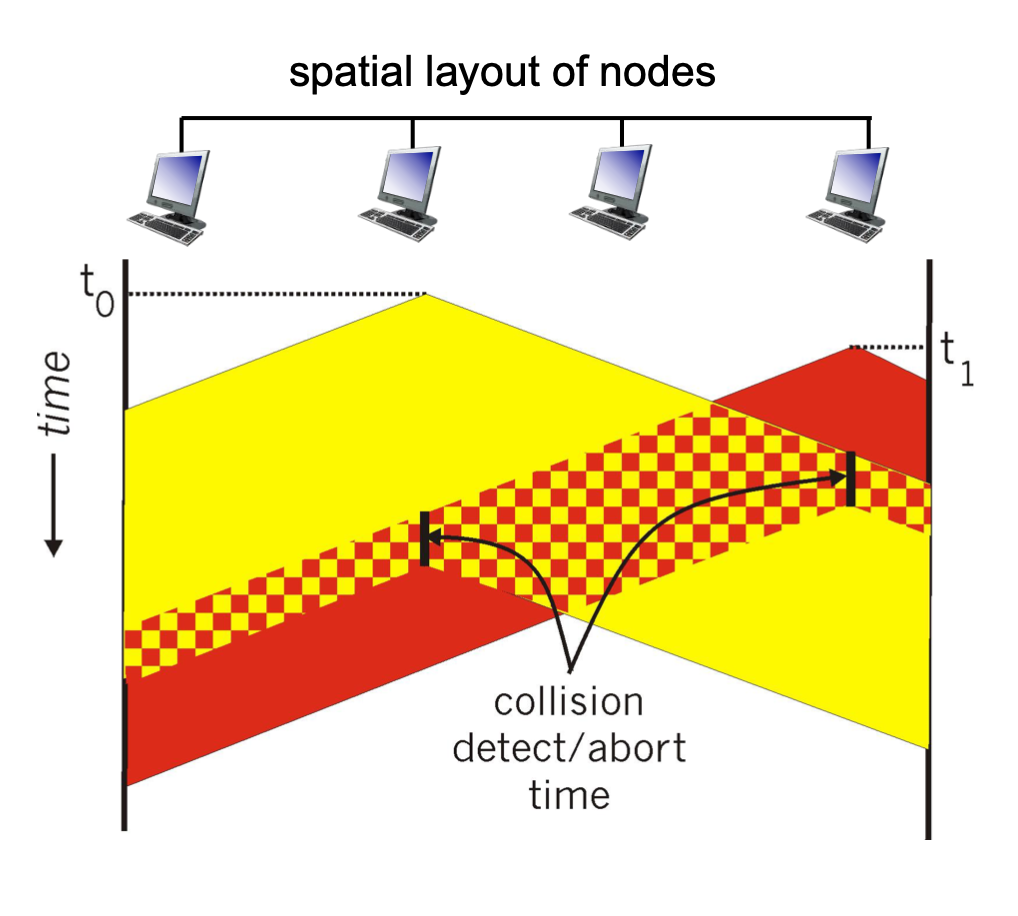 spatial layout of nodes
t0
t1
time
collision
detect/abort
time